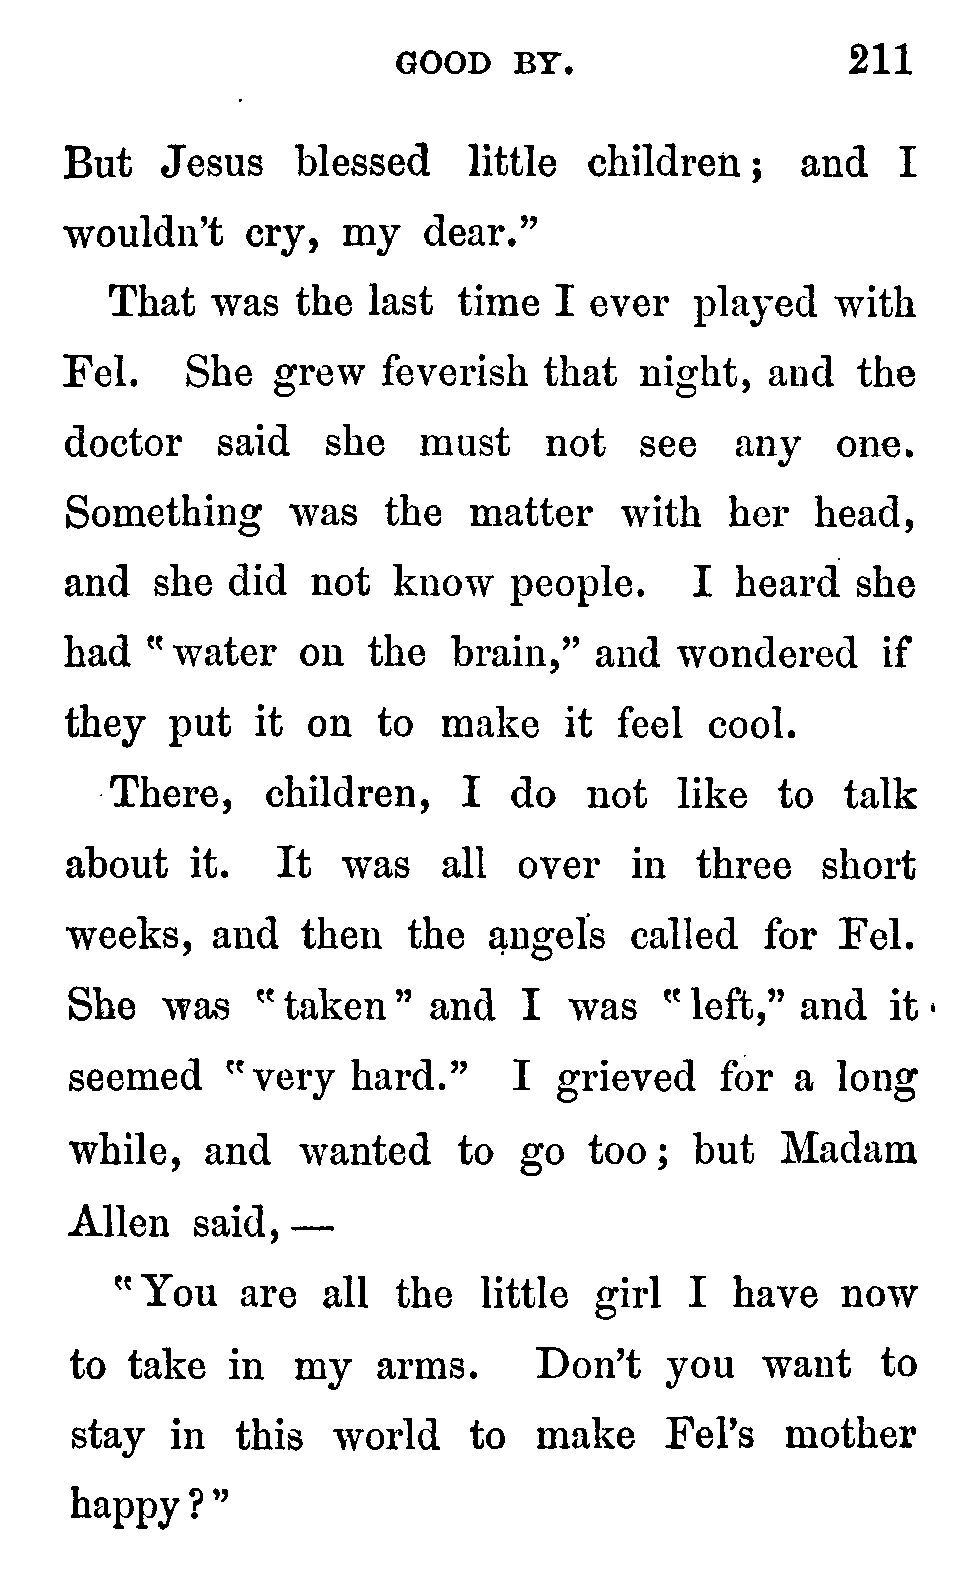 GOOD BY. 211
But Jesus blessed little children; and I
wouldn't cry, my dear.”
That was the last time I ever played with
Fel. She grew feverish that night, and the
doctor said she must not see any one.
Something was the matter with her head,
and she did not know people. I heard she
had “water on the brain,” and wondered if
they put it on to make it feel cool.
There, children, I do not like to talk
about it. It was all over in three short
weeks, and then the angels called for Fel.
She was “taken” and I was “left,” and it
seemed “very hard.” I grieved for a long
while, and wanted to go too; but Madam
Allen said,—
“You are all the little girl I have now
to take in my arms. Don't you want to
stay in this world to make Fel's mother
happy?”